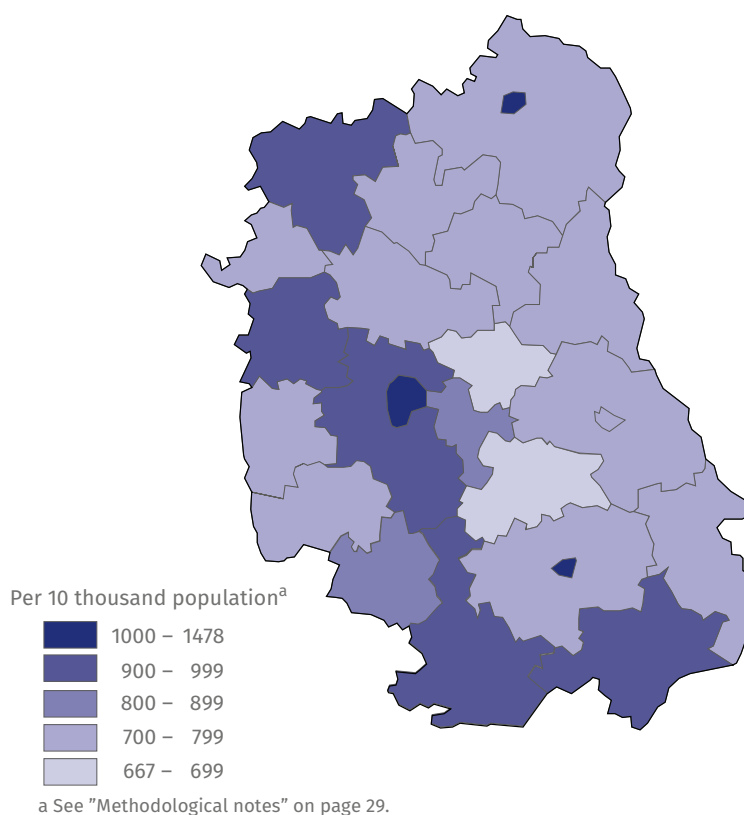 Per 10 thousand populationᵃ
1000 – 1478
900 – 999
800 – 899
700 – 799
667 – 699
a See ”Methodological notes” on page 29.